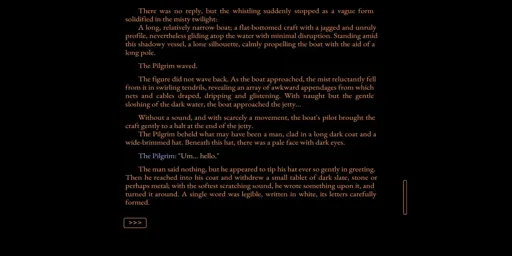 There was no reply, but the whistling suddenly stopped as a vague form
solidified in the misty twilight:
A long, relatively narrow boat; a flat-bottomed craft with a jagged and unruly
profile, nevertheless gliding atop the water with minimal disruption. Standing amid
this shadowy vessel, a lone silhouette, calmly propelling the boat with the aid of a
long pole.
The Pilgrim waved.
The figure did not wave back. As the boat approached, the mist reluctantly fell
from it in swirling tendrils, revealing an array of awkward appendages from which
nets and cables draped, dripping and glistening. With naught but the gentle
sloshing of the dark water, the boat approached the jetty...
Without a sound, and with scarcely a movement, the boat's pilot brought the
craft gently to a halt at the end of the jetty.
The Pilgrim beheld what may have been a man, clad in a long dark coat and a
wide-brimmed hat. Beneath this hat, there was a pale face with dark eyes.
The Pilgrim: "Um... hello."
The man said nothing, but he appeared to tip his hat ever so gently in greeting.
Then he reached into his coat and withdrew a small tablet of dark slate, stone or
perhaps metal; with the softest scratching sound, he wrote something upon it, and
turned it around. A single word was legible, written in white, its letters carefully
formed.
>>>